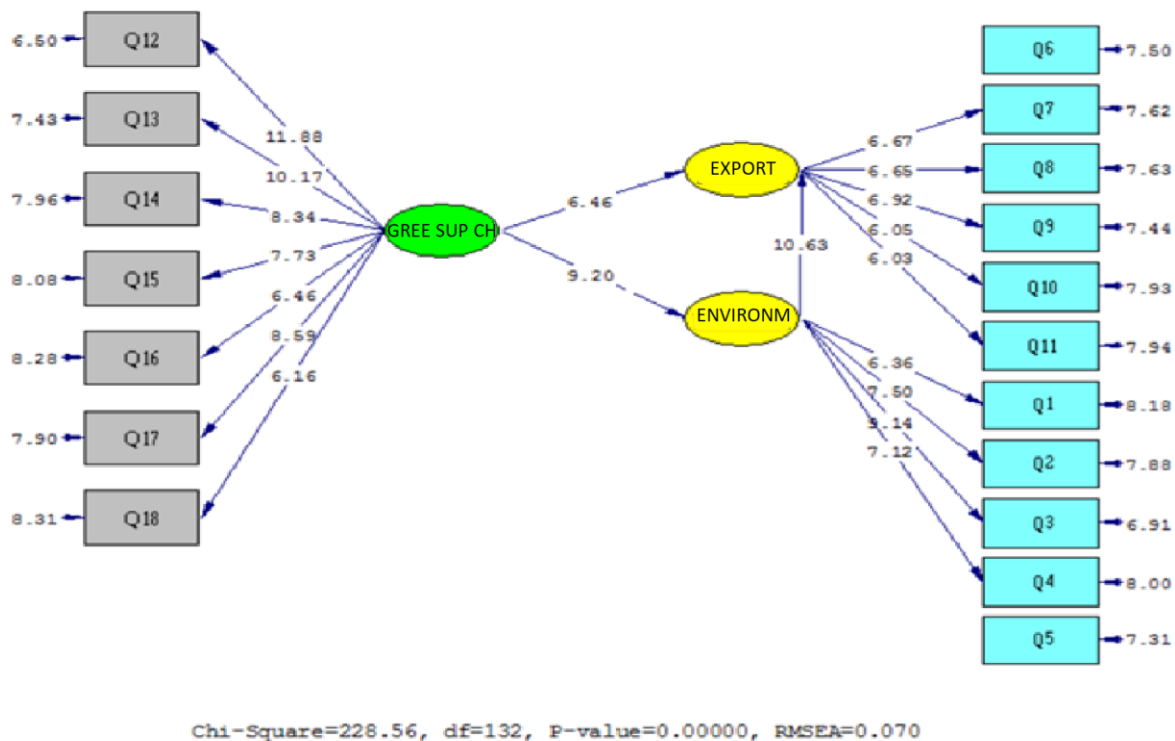 6.50
Q12
7.43
Q13
7.96
Q14
8.08
Q15
8.28
Q16
7.90
Q17
8.31
Q18
11.88
10.17
8.34
7.73
6.46
8.59
6.16
GREE SUP CH
6.46
9.20
EXPORT
10.63
ENVIRONM
6.67
6.65
6.92
6.05
6.03
6.36
7.50
9.14
7.12
Q6
7.50
Q7
7.62
Q8
7.63
Q9
7.44
Q10
7.93
Q11
7.94
Q1
8.18
Q2
7.88
Q3
6.91
Q4
8.00
Q5
7.31
Chi-Square=228.56, df=132, P-value=0.00000, RMSEA=0.070